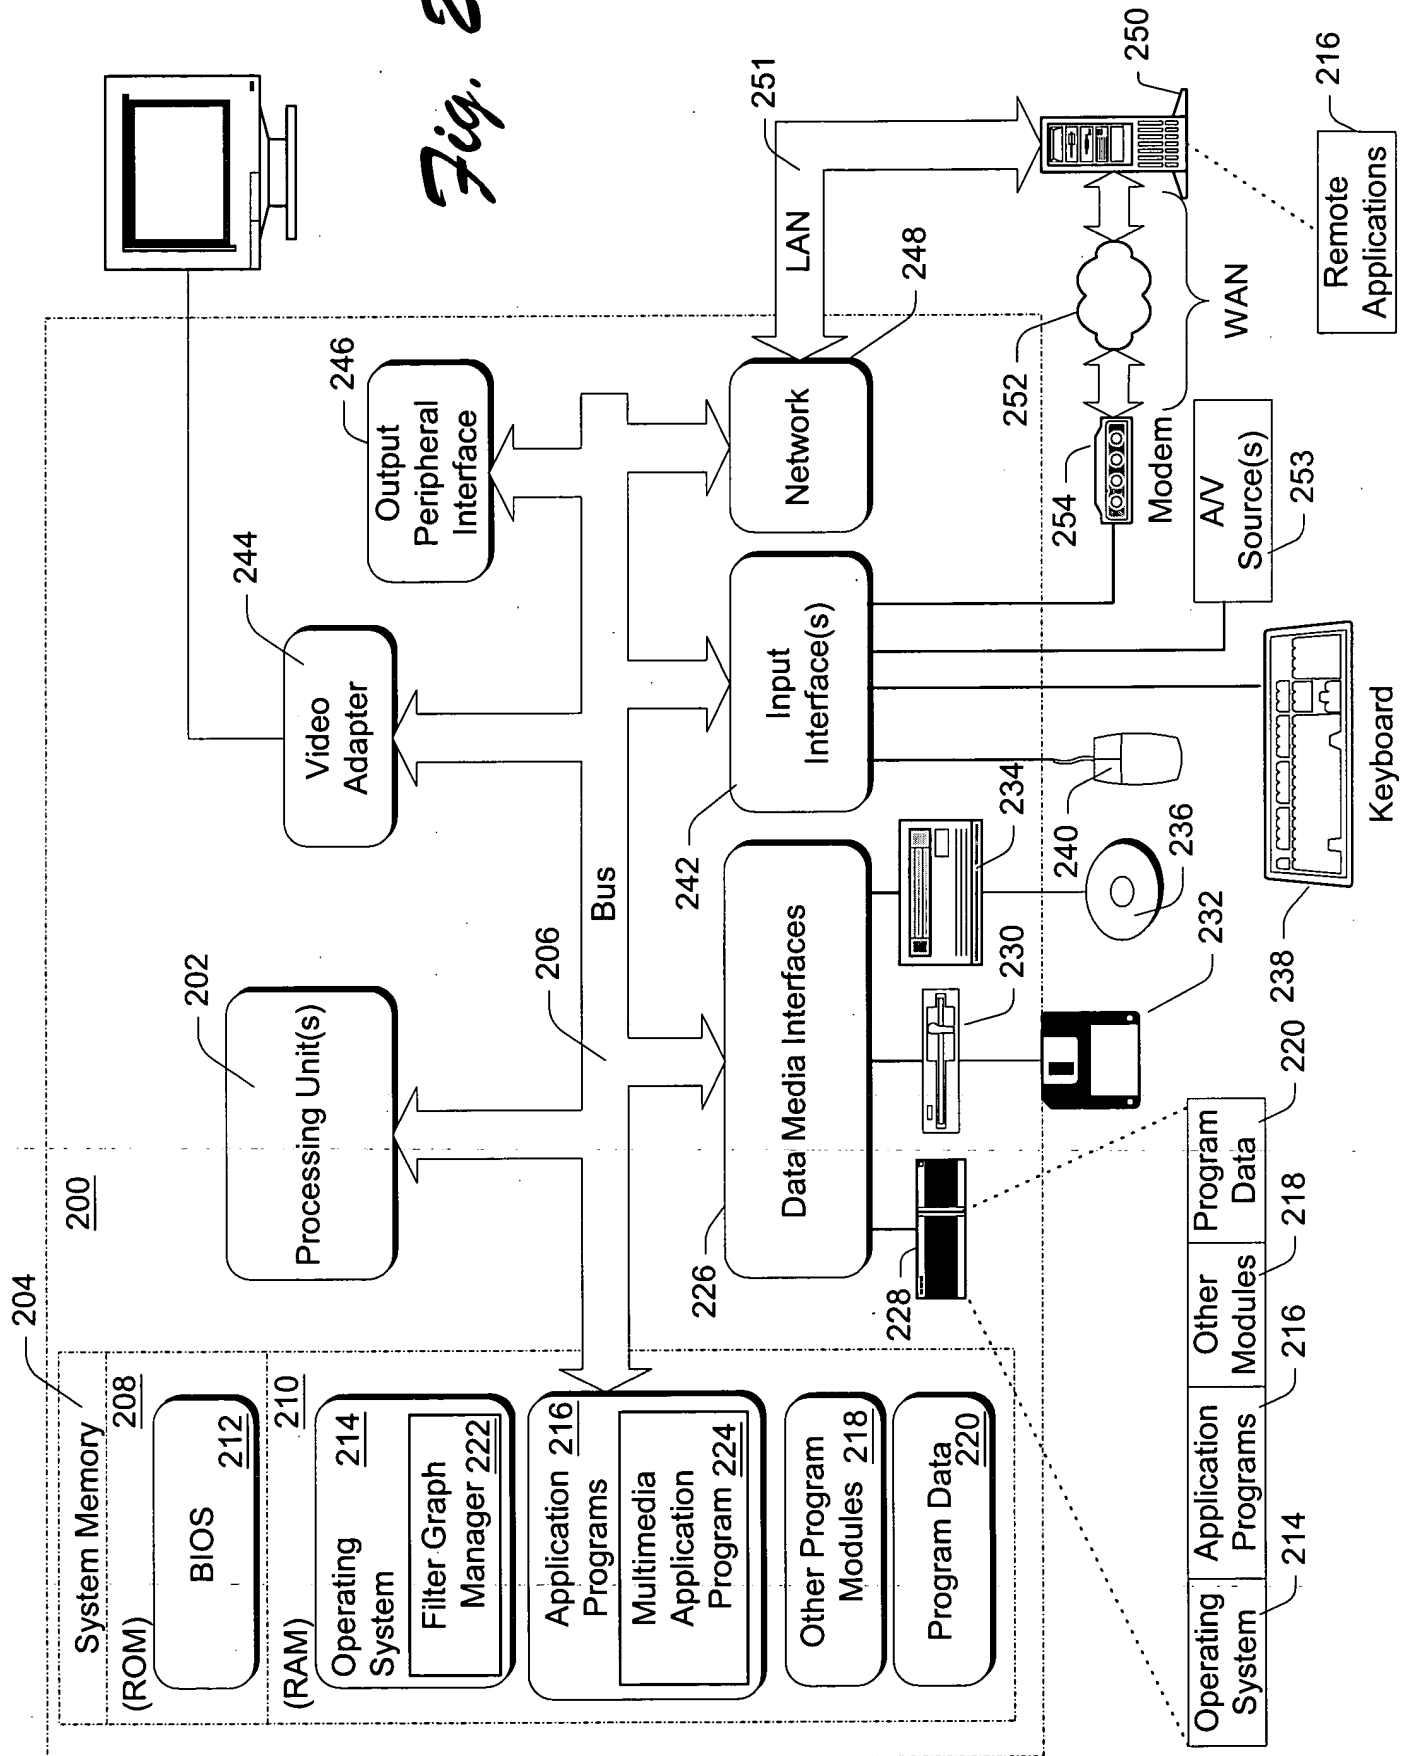 204
200
System Memory
(ROM) 208
BIOS
212
(RAM) 210
Operating 214
System
Filter Graph
Manager 222
Application 216
Programs
Multimedia
Application
Program 224
Other Program
Modules 218
Program Data
220
202
Processing Unit(s)
206
Bus
244
Video
Adapter
246
Output
Peripheral
Interface
226
Data Media Interfaces
242
Input
Interface(s)
Network
248
LAN
251
228
230
234
240
236
232
238
Keyboard
254
Modem
252
WAN
250
A/V
Source(s)
253
Remote
Applications
216
Operating
System
Application
Programs
Other
Modules
Program
Data
214
216
218
220
Fig. 2